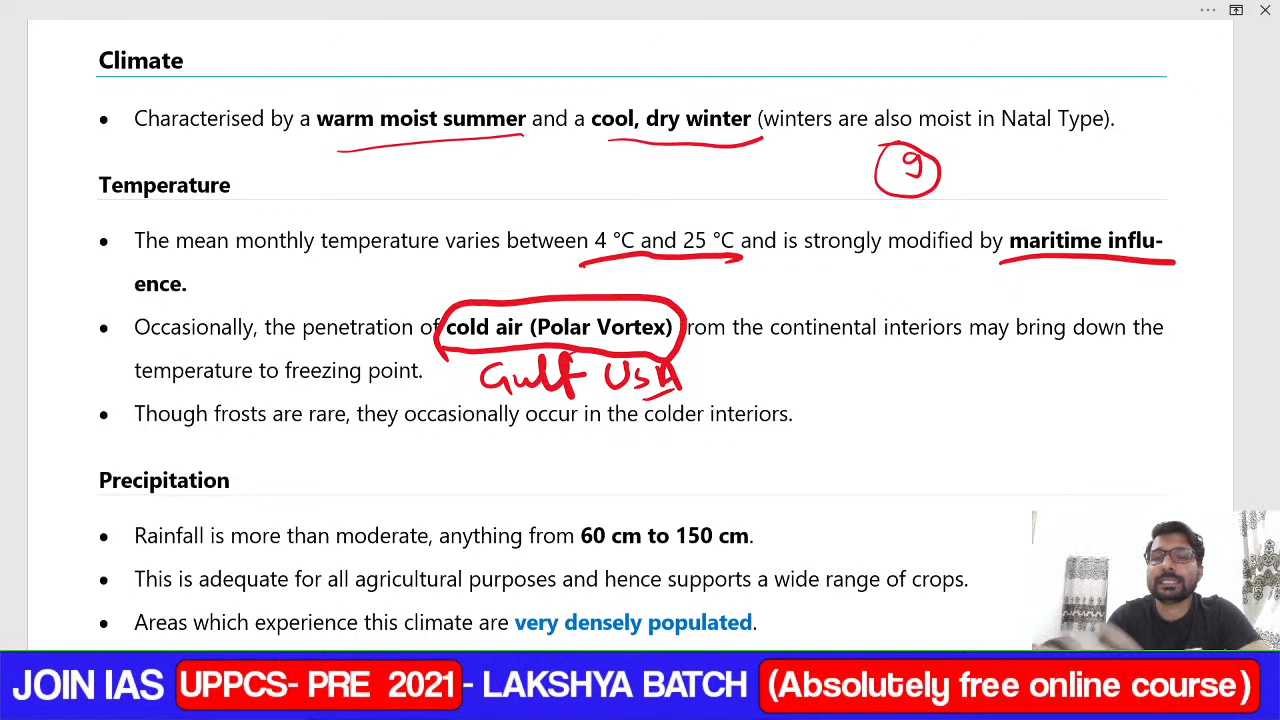 Climate
• Characterised by a warm moist summer and a cool, dry winter (winters are also moist in Natal Type).
9
Temperature
• The mean monthly temperature varies between 4 °C and 25 °C and is strongly modified by maritime influ-
ence.
• Occasionally, the penetration of cold air (Polar Vortex) from the continental interiors may bring down the
temperature to freezing point.
Gulf USA
• Though frosts are rare, they occasionally occur in the colder interiors.
Precipitation
• Rainfall is more than moderate, anything from 60 cm to 150 cm.
• This is adequate for all agricultural purposes and hence supports a wide range of crops.
• Areas which experience this climate are very densely populated.
JOIN IAS UPPCS- PRE 2021 - LAKSHYA BATCH (Absolutely free online course)